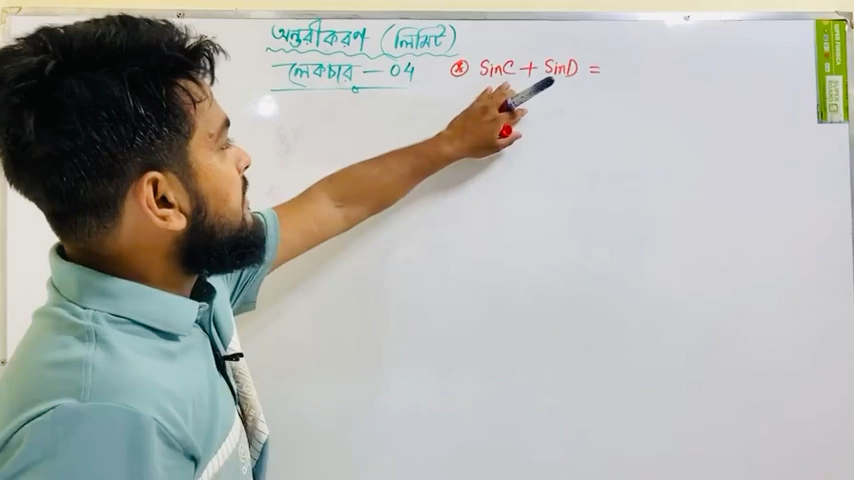 অন্তরীকরণ (লিমিট)
লেকচার - 04
* SinC + SinD =